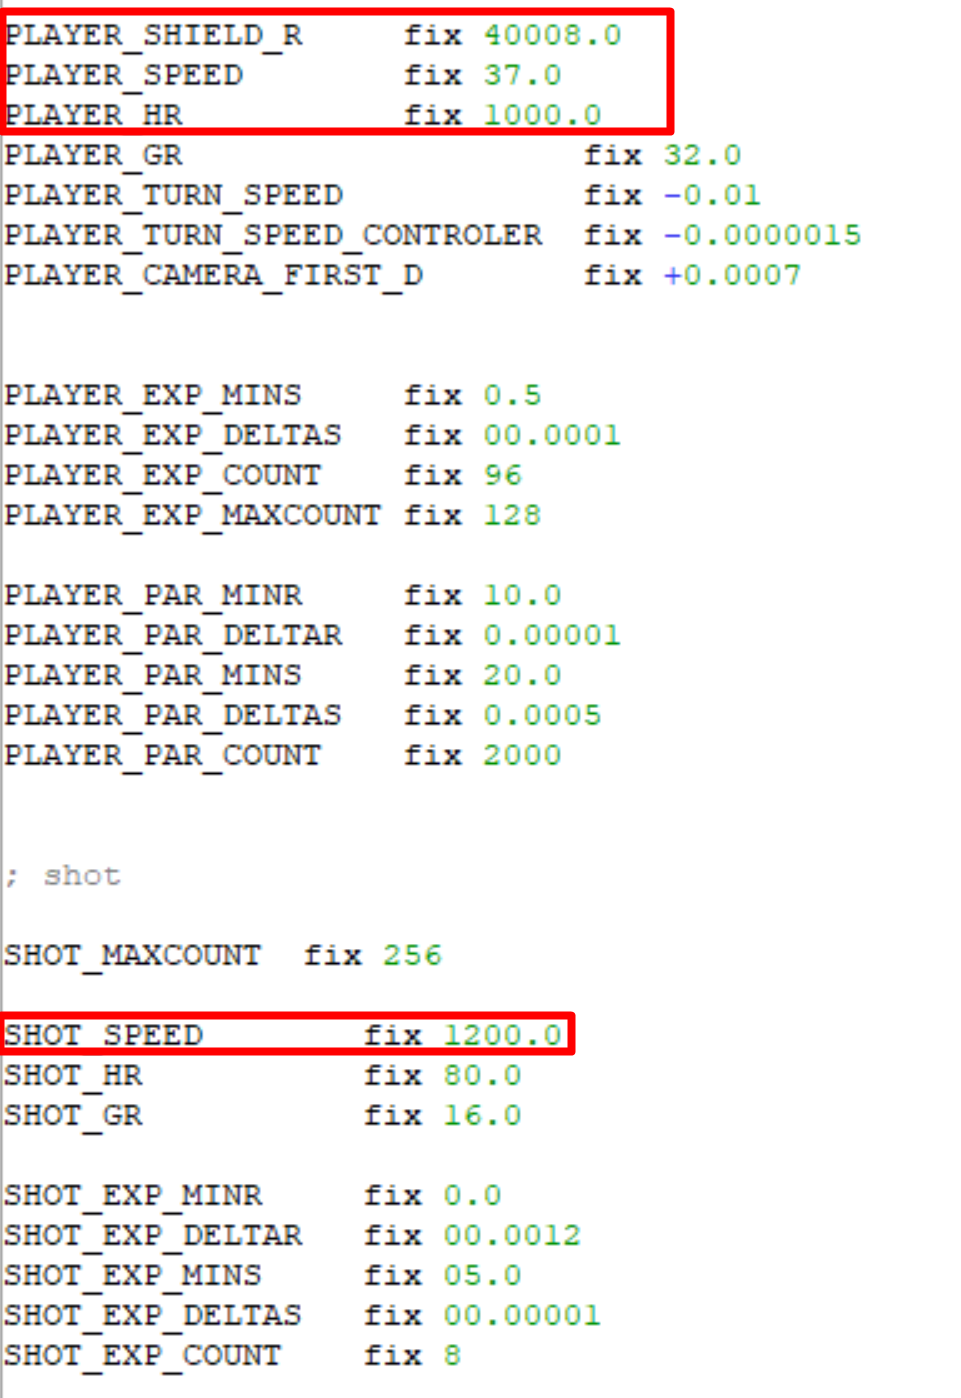 PLAYER_SHIELD_R fix 40008.0
PLAYER_SPEED fix 37.0
PLAYER_HR fix 1000.0
PLAYER_GR fix 32.0
PLAYER_TURN_SPEED fix -0.01
PLAYER_TURN_SPEED_CONTROLER fix -0.0000015
PLAYER_CAMERA_FIRST_D fix +0.0007
PLAYER_EXP_MINS fix 0.5
PLAYER_EXP_DELTAS fix 00.0001
PLAYER_EXP_COUNT fix 96
PLAYER_EXP_MAXCOUNT fix 128
PLAYER_PAR_MINR fix 10.0
PLAYER_PAR_DELTAR fix 0.00001
PLAYER_PAR_MINS fix 20.0
PLAYER_PAR_DELTAS fix 0.0005
PLAYER_PAR_COUNT fix 2000
; shot
SHOT_MAXCOUNT fix 256
SHOT_SPEED fix 1200.0
SHOT_HR fix 80.0
SHOT_GR fix 16.0
SHOT_EXP_MINR fix 0.0
SHOT_EXP_DELTAR fix 00.0012
SHOT_EXP_MINS fix 05.0
SHOT_EXP_DELTAS fix 00.00001
SHOT_EXP_COUNT fix 8